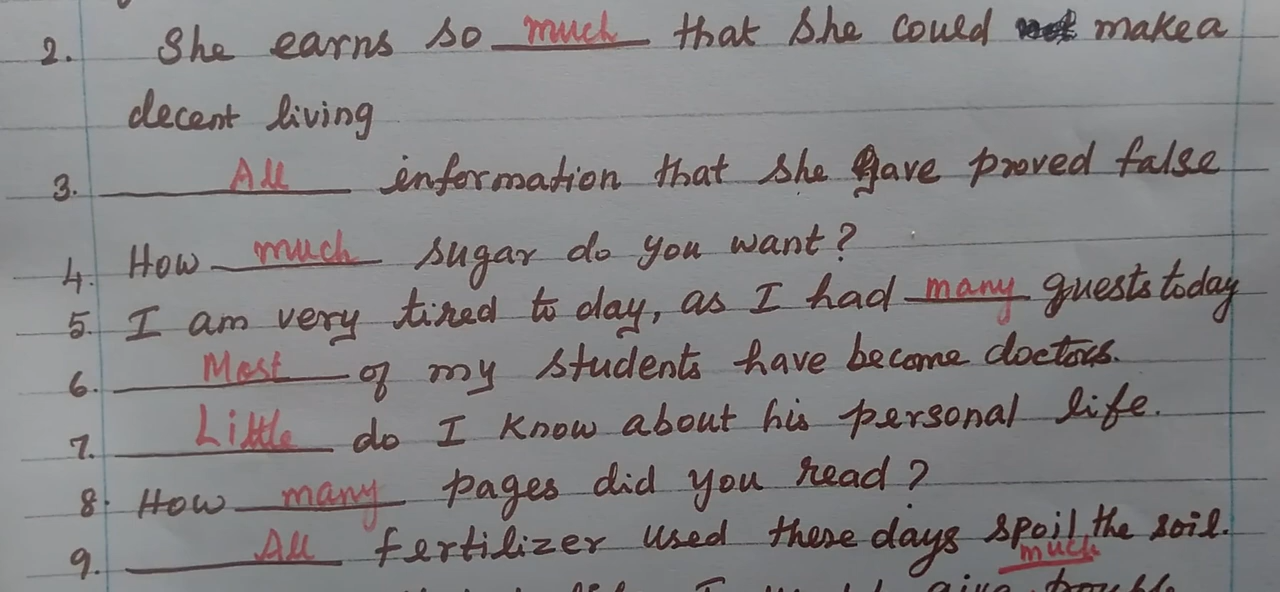 2. She earns so much that she could make a
decent living
3. All information that she gave proved false
4. How much sugar do you want?
5. I am very tired to day, as I had many guests today
6. Most of my students have become doctors.
7. Little do I know about his personal life.
8. How many pages did you read?
9. All fertilizer used these days spoil the soil.
much
give trouble